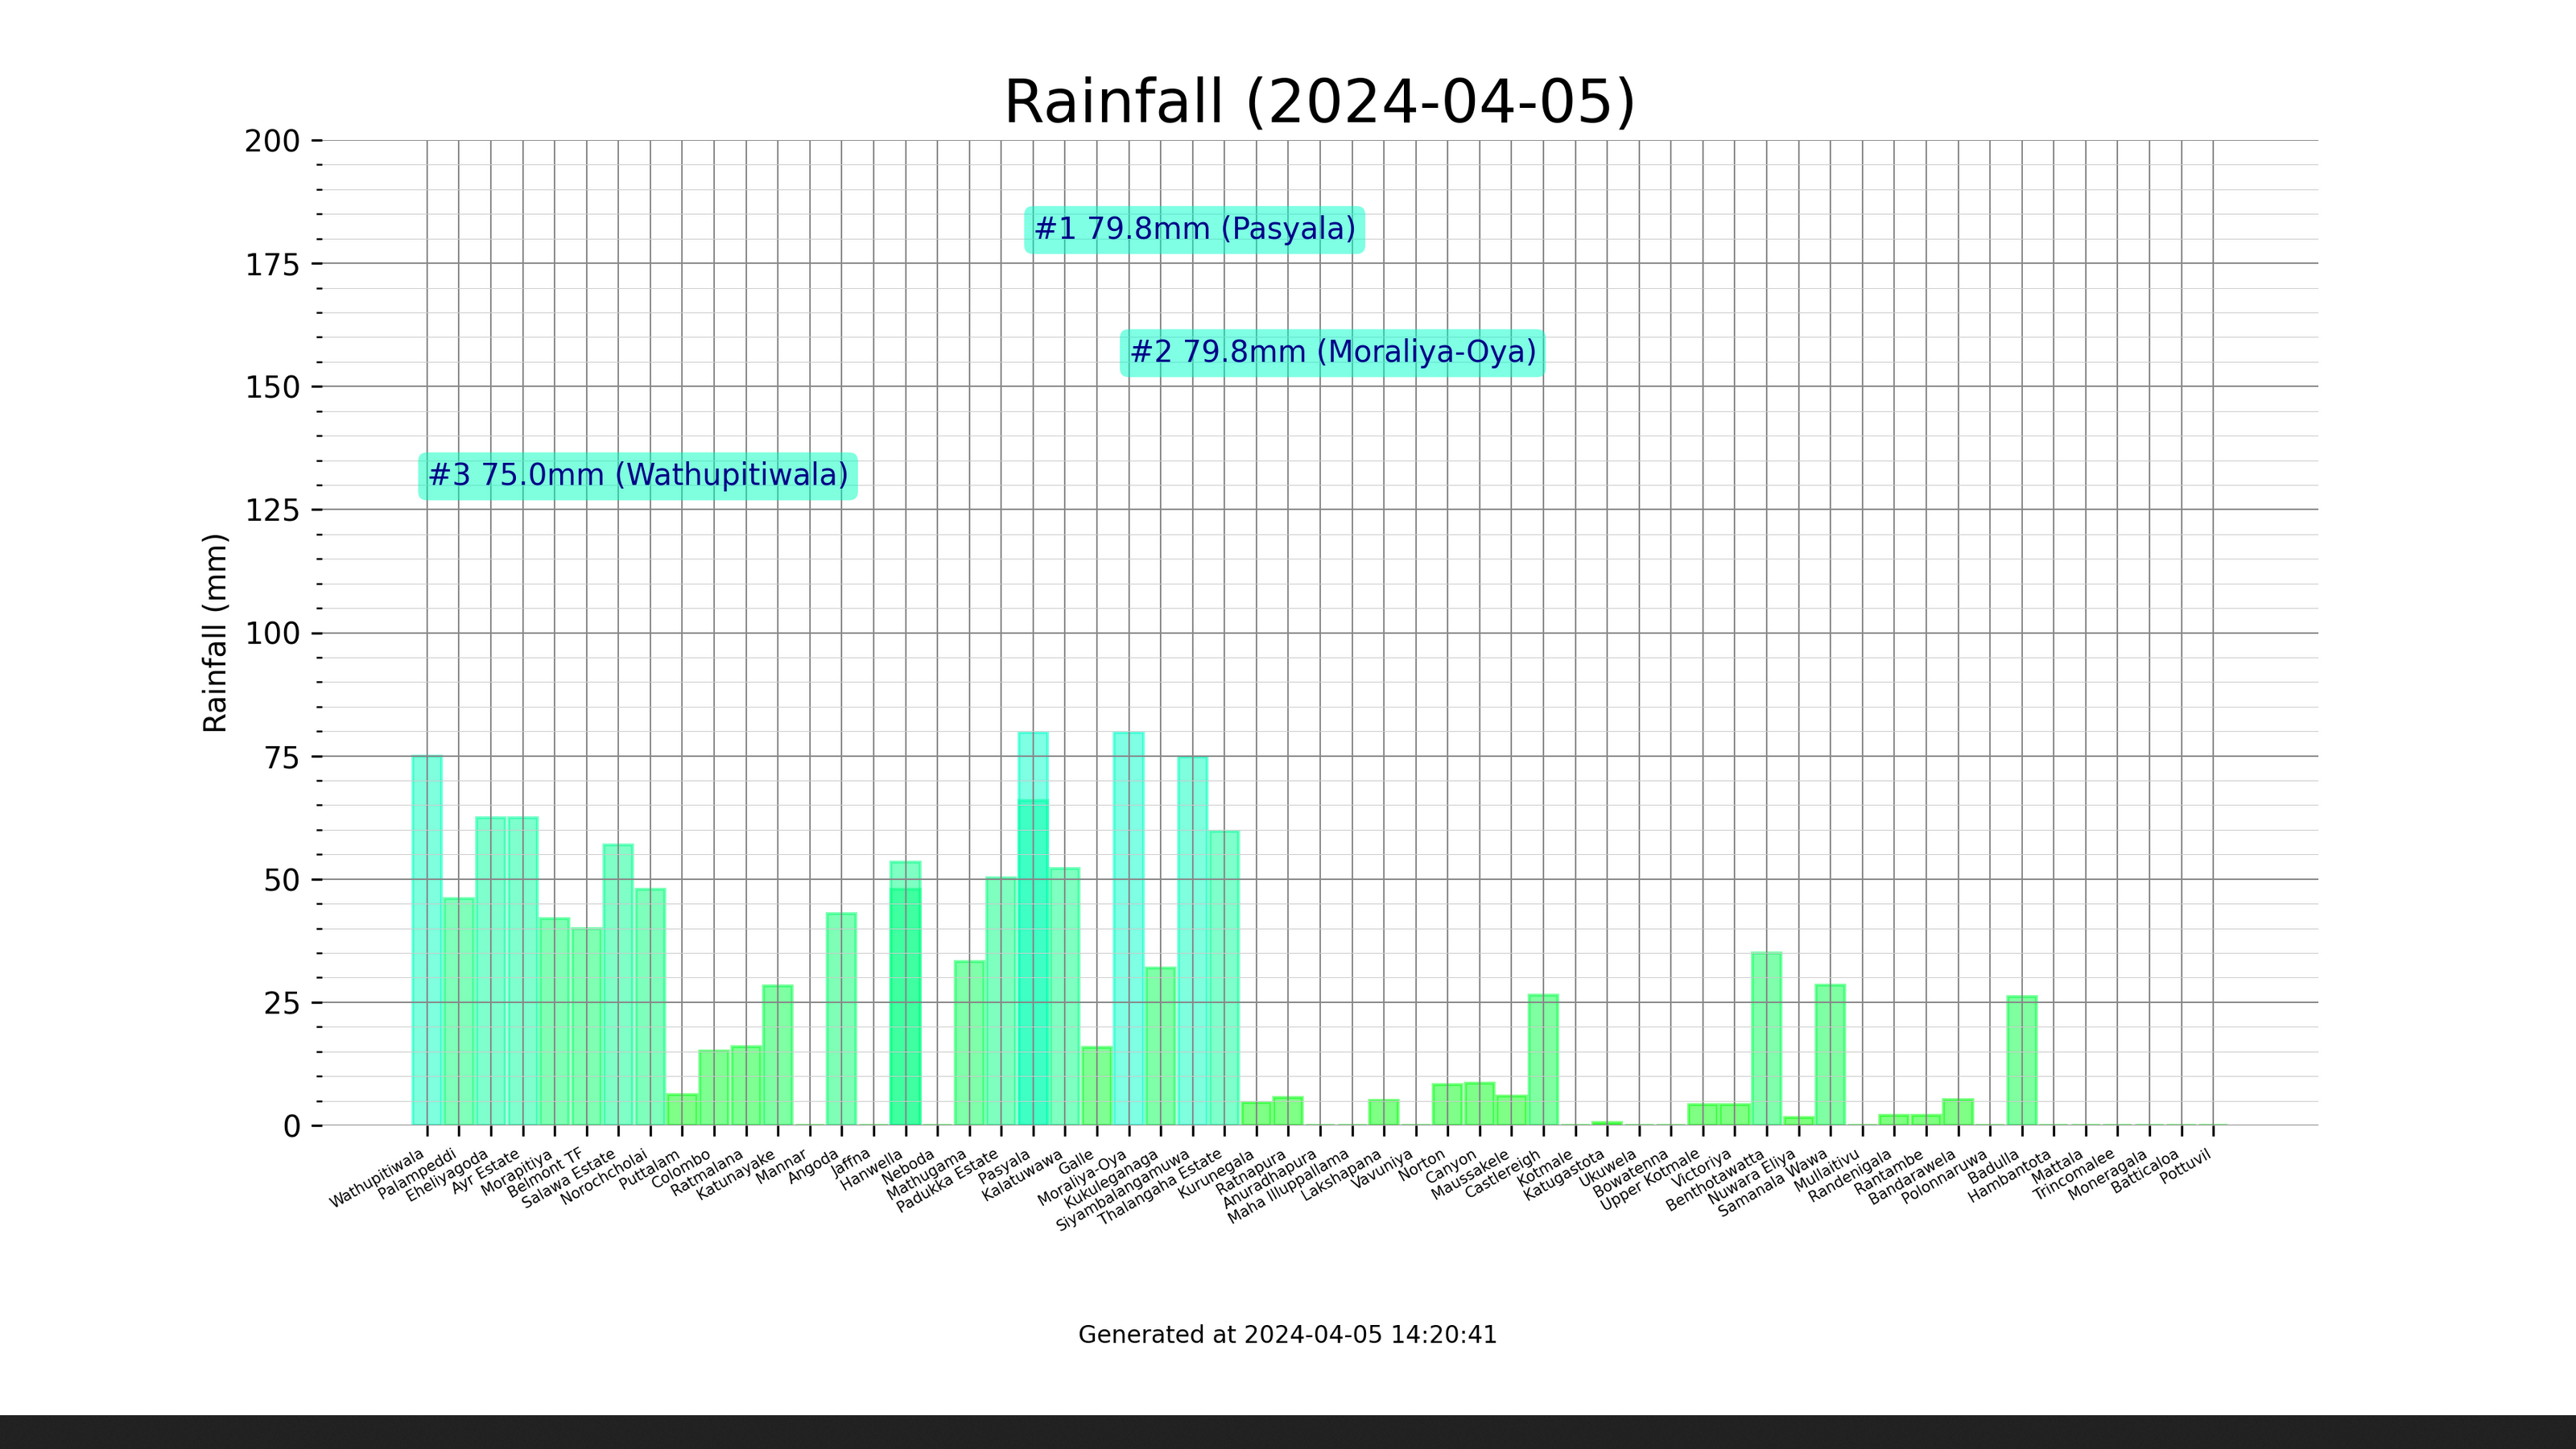 Rainfall (2024-04-05)
200
175
150
125
100
75
50
25
0
Rainfall (mm)
#1 79.8mm (Pasyala)
#2 79.8mm (Moraliya-Oya)
#3 75.0mm (Wathupitiwala)
Wathupitiwala
Palampeddi
Eheliyagoda
Ayr Estate
Morapitiya
Belmont TF
Salawa Estate
Norocholai
Puttalam
Colombo
Ratmalana
Katunayake
Mannar
Angoda
Jaffna
Hanwella
Neboda
Mathugama
Padukka Estate
Pasyala
Kalatuwawa
Galle
Moraliya-Oya
Kukuleganaga
Siyambalangamuwa
Thalangaha Estate
Kurunegala
Ratnapura
Anuradhapura
Maha Illuppallama
Lakshapana
Vavuniya
Norton
Canyon
Maussakele
Castlereigh
Kotmale
Katugastota
Ukuwela
Bowatenna
Upper Kotmale
Victoriya
Benthotawatta
Nuwara Eliya
Samanala Wawa
Mullaitivu
Randenigala
Rantambe
Bandarawela
Polonnaruwa
Badulla
Hambantota
Mattala
Trincomalee
Moneragala
Batticaloa
Pottuvil
Generated at 2024-04-05 14:20:41